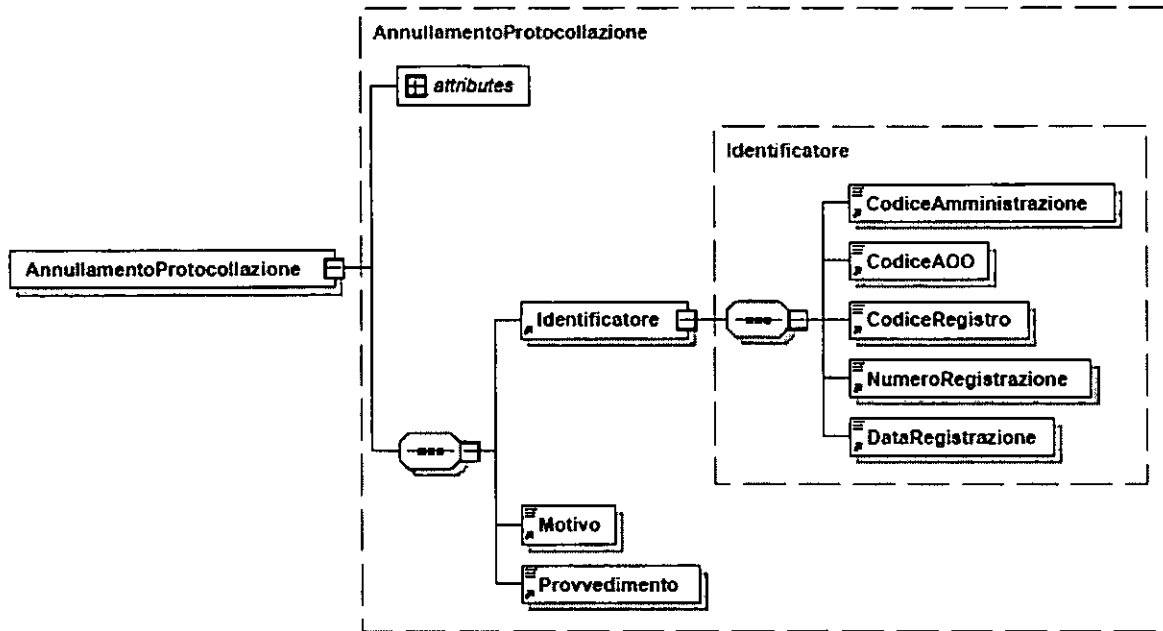 AnnullamentoProtocollazione
attributes
Identificatore
CodiceAmministrazione
CodiceAOO
AnnullamentoProtocollazione
Identificatore
CodiceRegistro
NumeroRegistrazione
DataRegistrazione
Motivo
Provvedimento